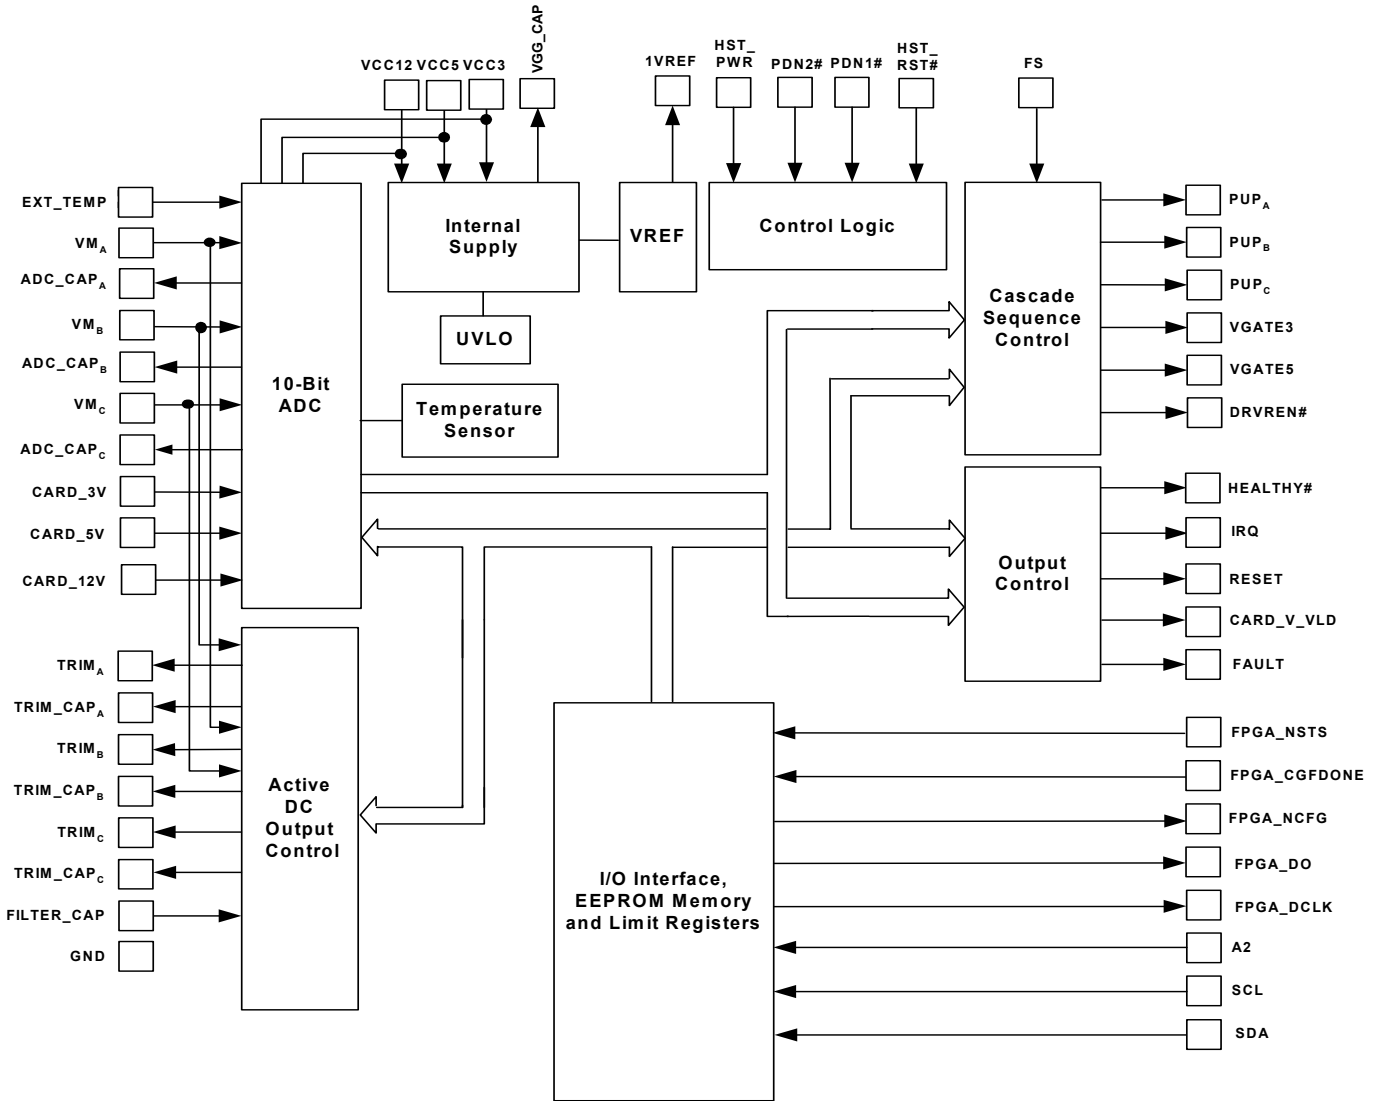 VCC12
VCC5
VCC3
VGG_CAP
1VREF
HST_
PWR
PDN2#
PDN1#
HST_
RST#
FS
EXT_TEMP
VMA
ADC_CAPA
VMB
ADC_CAPB
VMC
ADC_CAPC
CARD_3V
CARD_5V
CARD_12V
TRIMA
TRIM_CAPA
TRIMB
TRIM_CAPB
TRIMC
TRIM_CAPC
FILTER_CAP
GND
10-Bit
ADC
Internal
Supply
UVLO
VREF
Control Logic
Temperature
Sensor
Cascade
Sequence
Control
Output
Control
Active
DC
Output
Control
I/O Interface,
EEPROM Memory
and Limit Registers
PUPA
PUPB
PUPC
VGATE3
VGATE5
DRVREN#
HEALTHY#
IRQ
RESET
CARD_V_VLD
FAULT
FPGA_NSTS
FPGA_CGFDONE
FPGA_NCFG
FPGA_DO
FPGA_DCLK
A2
SCL
SDA